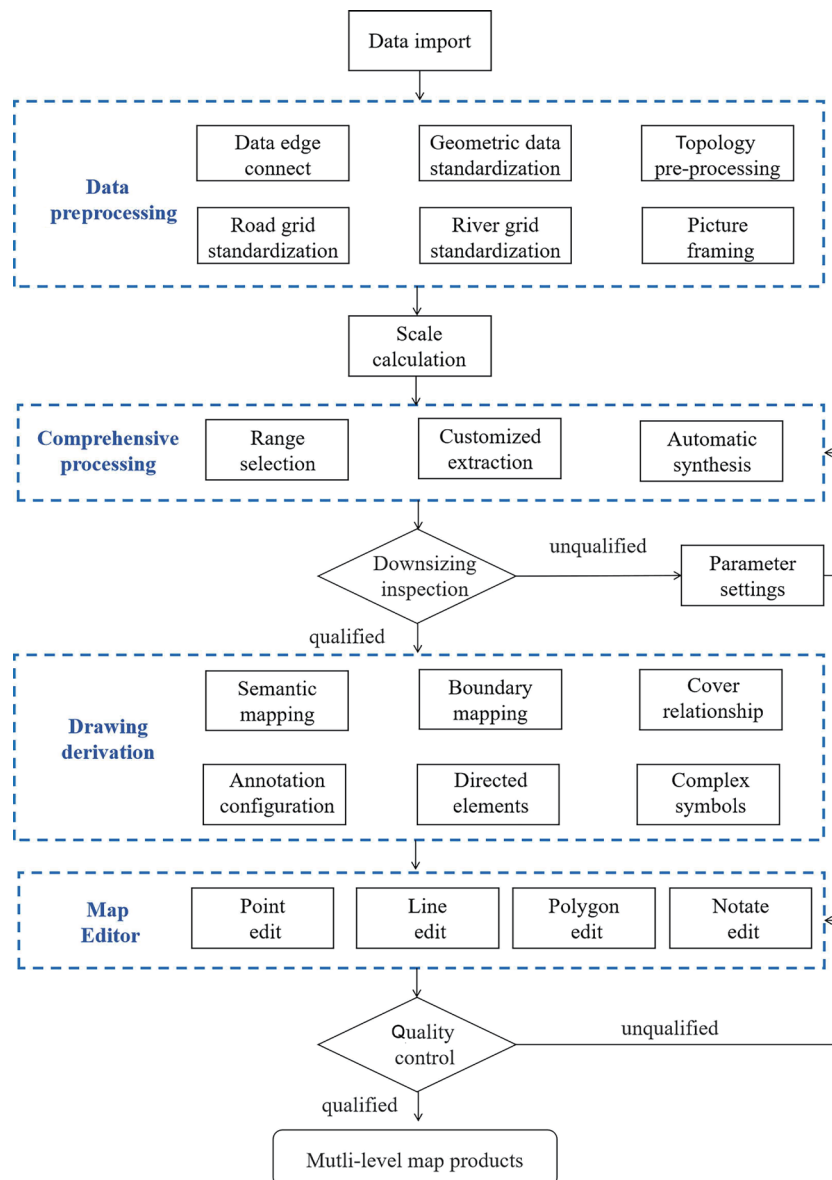 Data import
Data
preprocessing
Data edge
connect
Geometric data
standardization
Topology
pre-processing
Road grid
standardization
River grid
standardization
Picture
framing
Scale
calculation
Comprehensive
processing
Range
selection
Customized
extraction
Automatic
synthesis
Downsizing
inspection
unqualified
Parameter
settings
qualified
Drawing
derivation
Semantic
mapping
Boundary
mapping
Cover
relationship
Annotation
configuration
Directed
elements
Complex
symbols
Map
Editor
Point
edit
Line
edit
Polygon
edit
Notate
edit
Quality
control
unqualified
qualified
Mutli-level map products